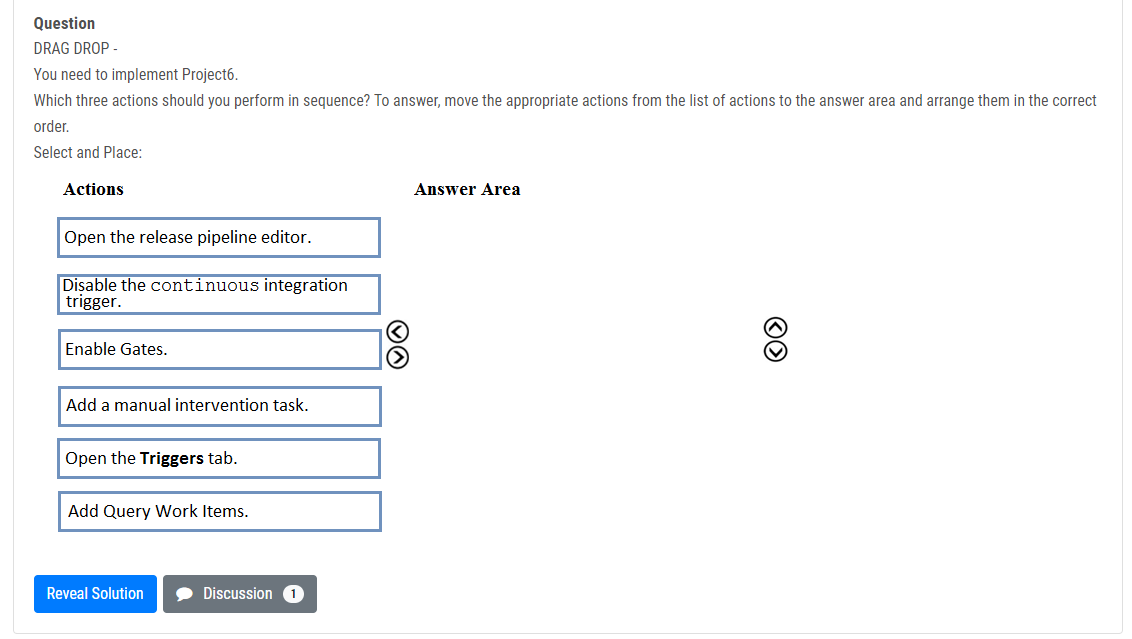 Question
DRAG DROP -
You need to implement Project6.
Which three actions should you perform in sequence? To answer, move the appropriate actions from the list of actions to the answer area and arrange them in the correct
order.
Select and Place:
Actions
Answer Area
Open the release pipeline editor.
Disable the continuous integration
trigger.
Enable Gates.
Add a manual intervention task.
Open the Triggers tab.
Add Query Work Items.
Reveal Solution
Discussion 1